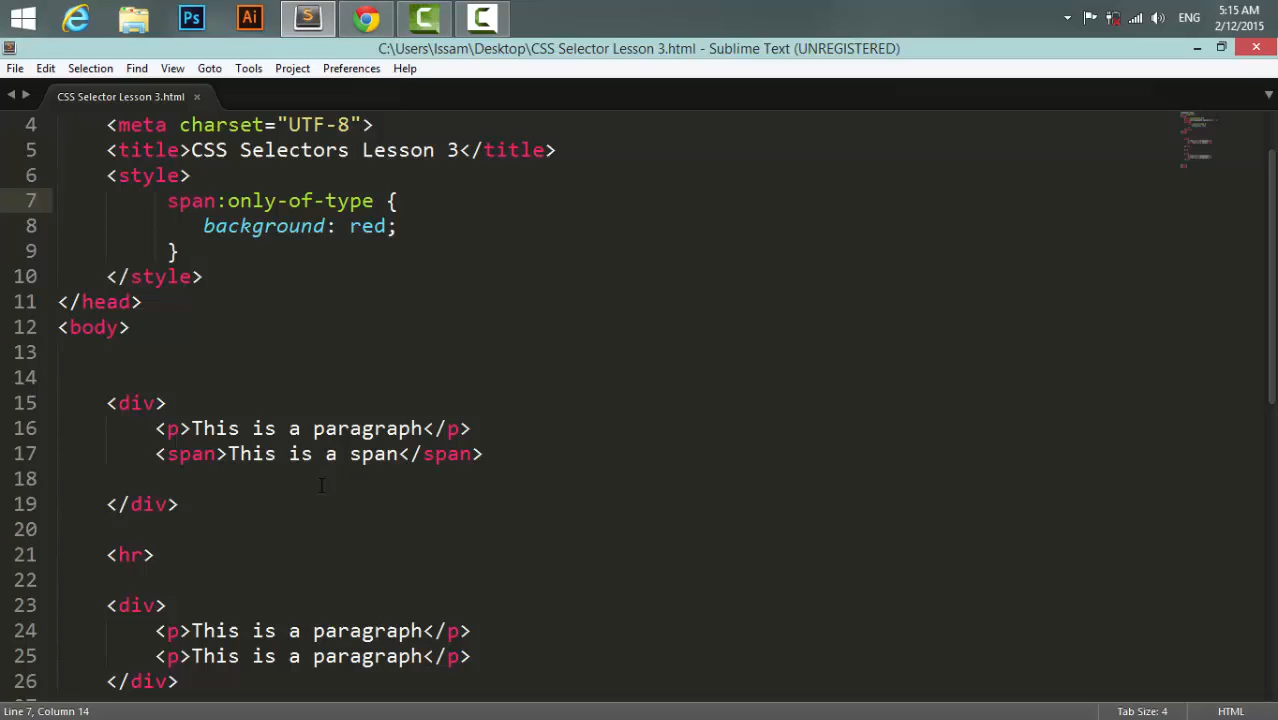 Ps
Ai
S
C
C
ENG
5:15 AM
2/12/2015
C:\Users\Issam\Desktop\CSS Selector Lesson 3.html - Sublime Text (UNREGISTERED)
File Edit Selection Find View Goto Tools Project Preferences Help
CSS Selector Lesson 3.html
4 <meta charset="UTF-8">
5 <title>CSS Selectors Lesson 3</title>
6 <style>
7 span:only-of-type {
8 background: red;
9 }
10 </style>
11 </head>
12 <body>
13
14
15 <div>
16 <p>This is a paragraph</p>
17 <span>This is a span</span>
18
19 </div>
20
21 <hr>
22
23 <div>
24 <p>This is a paragraph</p>
25 <p>This is a paragraph</p>
26 </div>
Line 7, Column 14
Tab Size: 4
HTML